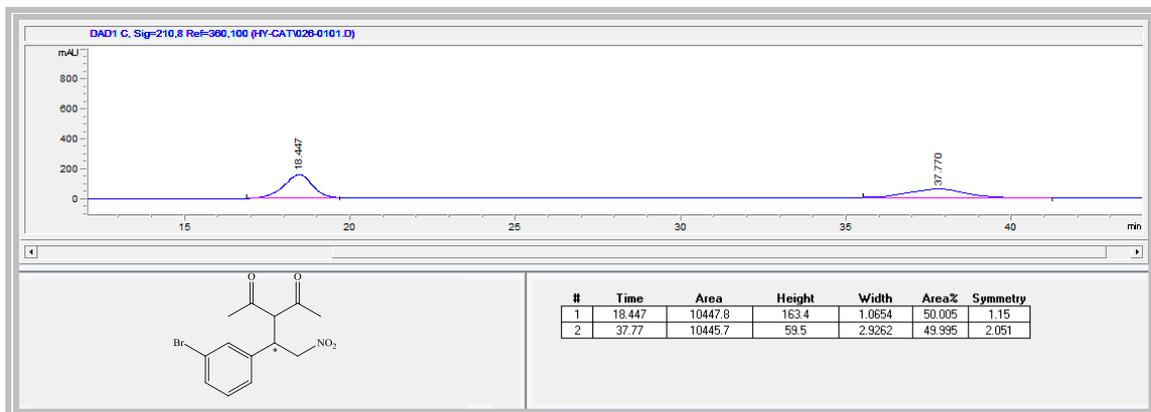 DAD1 C, Sig=210,8 Ref=360,100 (HY-CAT\026-0101.D)
mAU
800
600
400
200
0
18.447
37.770
15 20 25 30 35 40 min
O O
Br
*
NO2
# Time Area Height Width Area% Symmetry
1 18.447 10447.8 163.4 1.0654 50.005 1.15
2 37.77 10445.7 59.5 2.9262 49.995 2.051